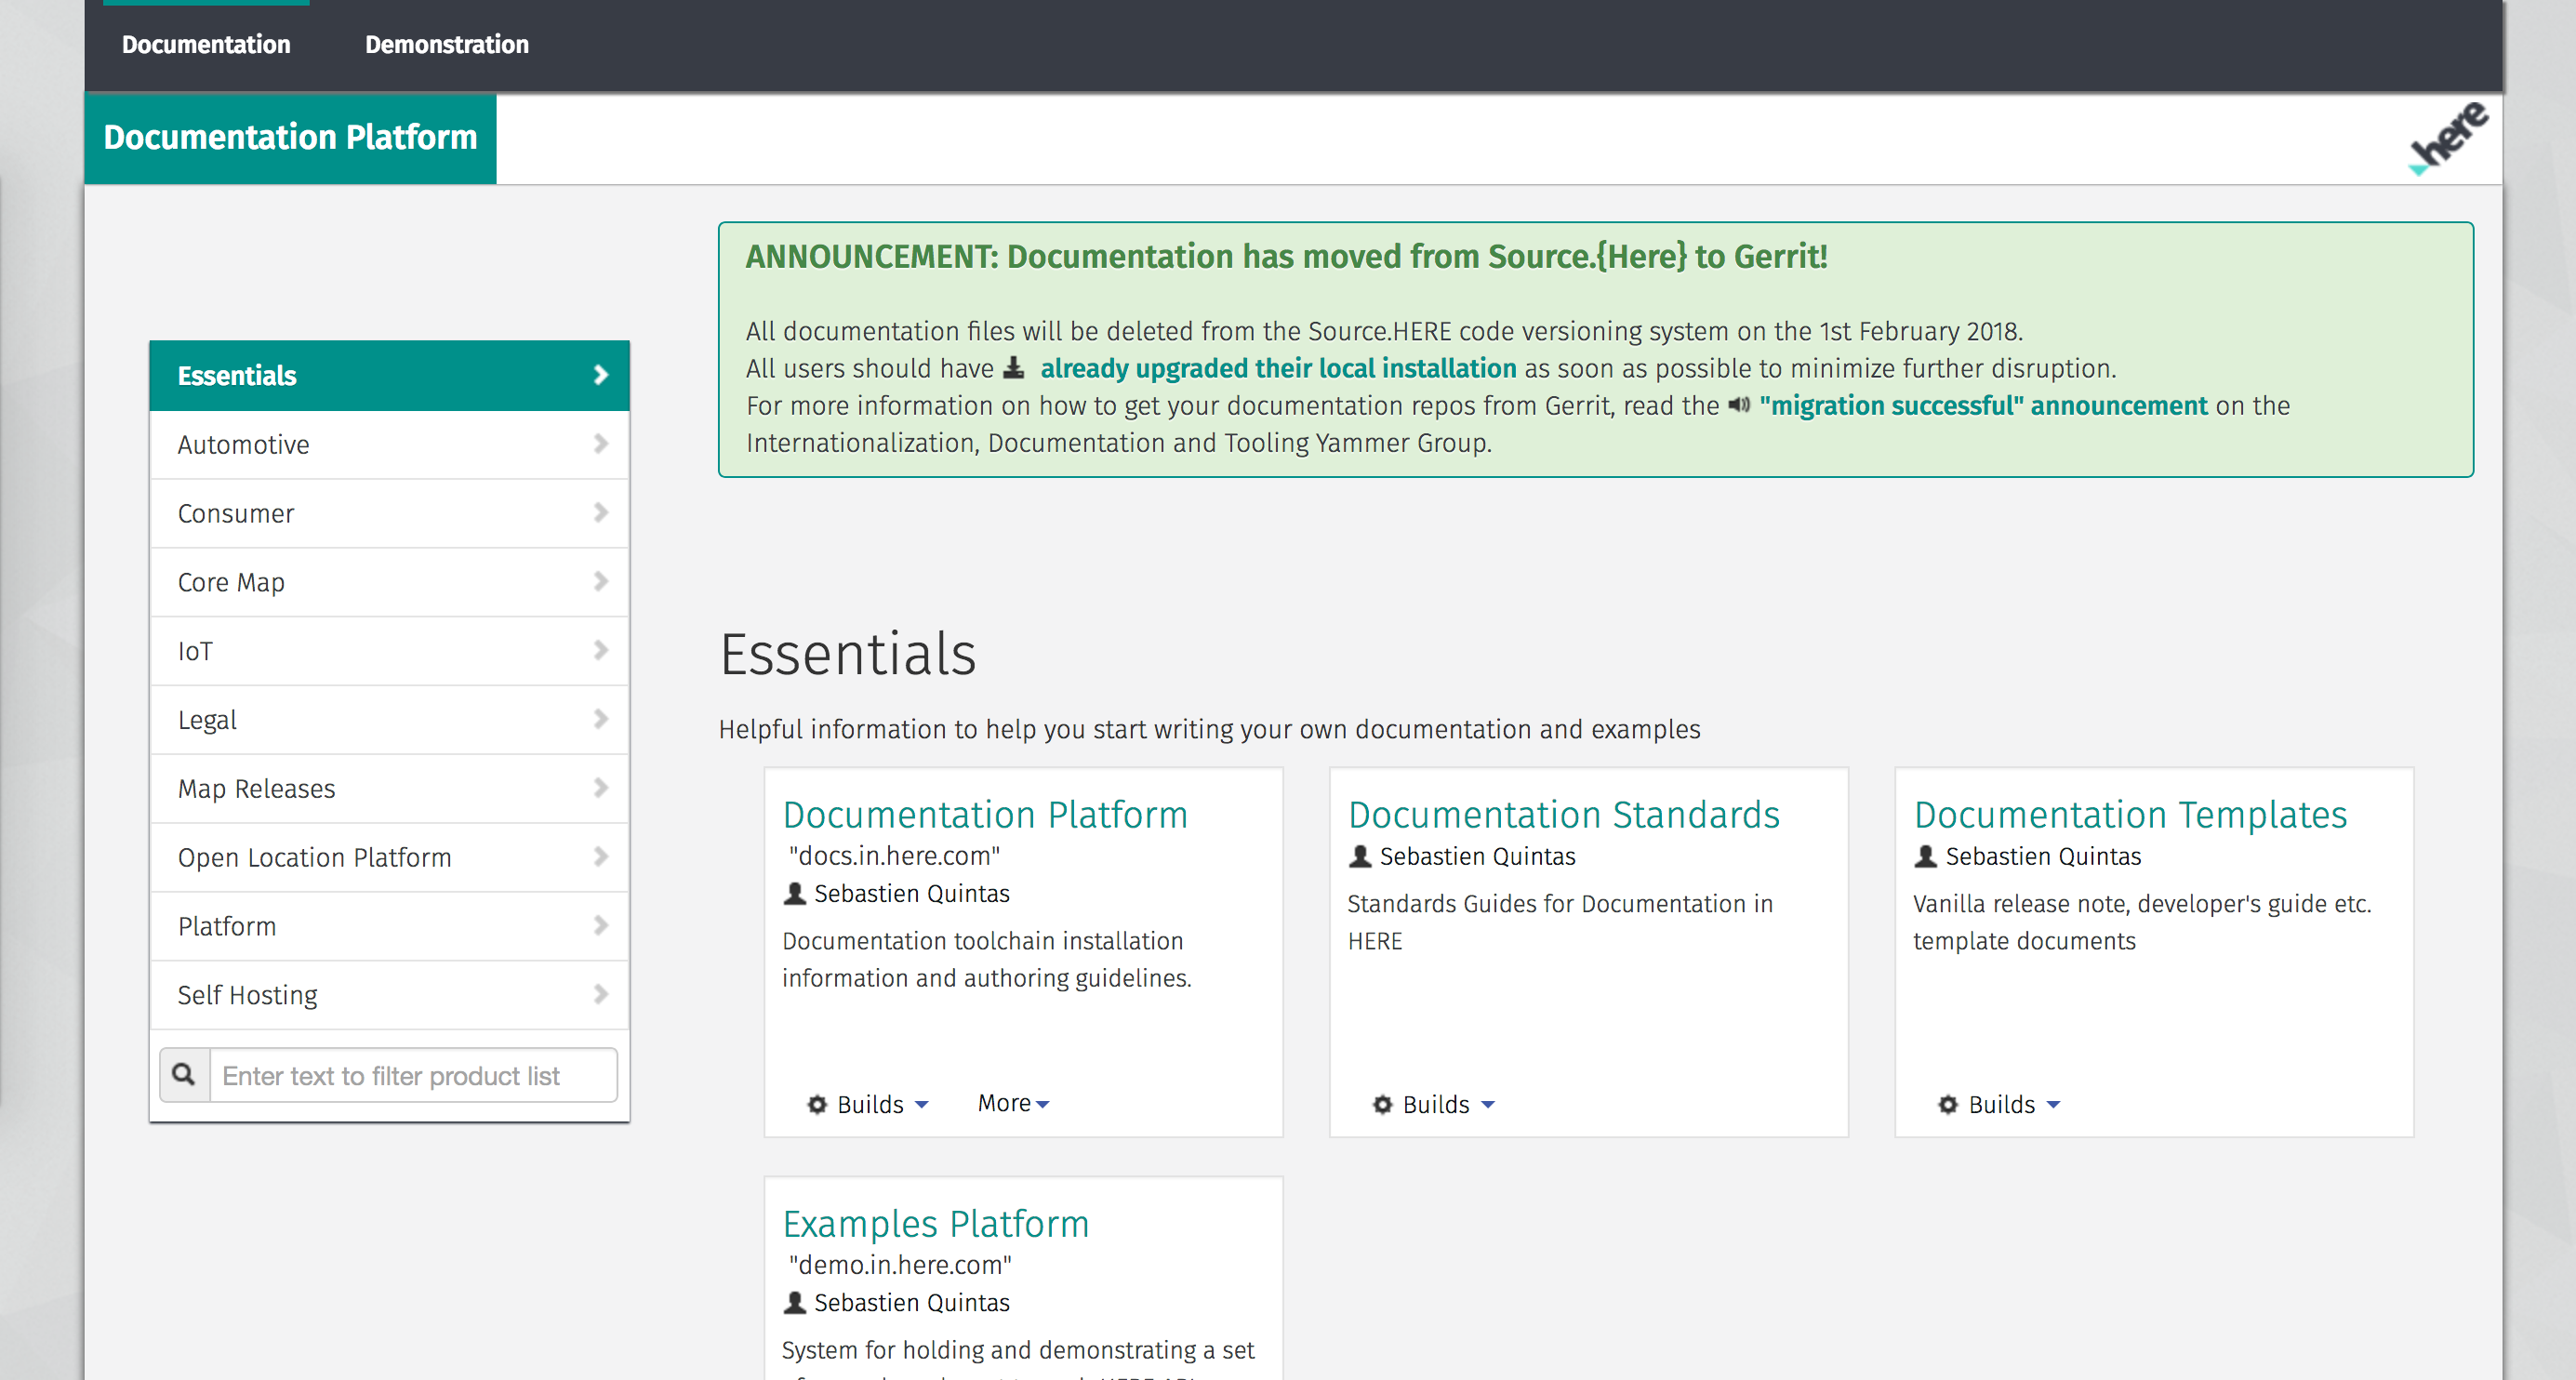 Documentation
Demonstration
Documentation Platform
here
ANNOUNCEMENT: Documentation has moved from Source.{Here} to Gerrit!
All documentation files will be deleted from the Source.HERE code versioning system on the 1st February 2018.
All users should have already upgraded their local installation as soon as possible to minimize further disruption.
For more information on how to get your documentation repos from Gerrit, read the "migration successful" announcement on the
Internationalization, Documentation and Tooling Yammer Group.
Essentials
Automotive
Consumer
Core Map
IoT
Legal
Map Releases
Open Location Platform
Platform
Self Hosting
Enter text to filter product list
Essentials
Helpful information to help you start writing your own documentation and examples
Documentation Platform
"docs.in.here.com"
Sebastien Quintas
Documentation toolchain installation
information and authoring guidelines.
Builds
More
Documentation Standards
Sebastien Quintas
Standards Guides for Documentation in
HERE
Builds
Documentation Templates
Sebastien Quintas
Vanilla release note, developer's guide etc.
template documents
Builds
Examples Platform
"demo.in.here.com"
Sebastien Quintas
System for holding and demonstrating a set